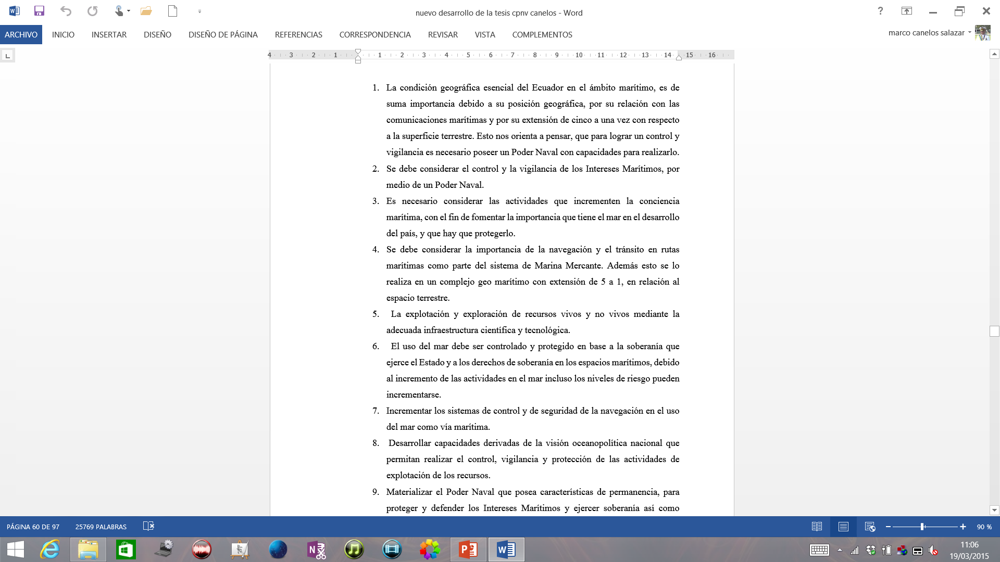 nuevo desarrollo de la tesis cpnv canelos - Word
?
ARCHIVO INICIO INSERTAR DISEÑO DISEÑO DE PÁGINA REFERENCIAS CORRESPONDENCIA REVISAR VISTA COMPLEMENTOS
marco canelos salazar
4 3 2 1 1 2 3 4 5 6 7 8 9 10 11 12 13 14 15 16
1. La condición geográfica esencial del Ecuador en el ámbito marítimo, es de
suma importancia debido a su posición geográfica, por su relación con las
comunicaciones marítimas y por su extensión de cinco a una vez con respecto
a la superficie terrestre. Esto nos orienta a pensar, que para lograr un control y
vigilancia es necesario poseer un Poder Naval con capacidades para realizarlo.
2. Se debe considerar el control y la vigilancia de los Intereses Marítimos, por
medio de un Poder Naval.
3. Es necesario considerar las actividades que incrementen la conciencia
marítima, con el fin de fomentar la importancia que tiene el mar en el desarrollo
del país, y que hay que protegerlo.
4. Se debe considerar la importancia de la navegación y el tránsito en rutas
marítimas como parte del sistema de Marina Mercante. Además esto se lo
realiza en un complejo geo marítimo con extensión de 5 a 1, en relación al
espacio terrestre.
5. La explotación y exploración de recursos vivos y no vivos mediante la
adecuada infraestructura científica y tecnológica.
6. El uso del mar debe ser controlado y protegido en base a la soberanía que
ejerce el Estado y a los derechos de soberanía en los espacios marítimos, debido
al incremento de las actividades en el mar incluso los niveles de riesgo pueden
incrementarse.
7. Incrementar los sistemas de control y de seguridad de la navegación en el uso
del mar como vía marítima.
8. Desarrollar capacidades derivadas de la visión oceanopolítica nacional que
permitan realizar el control, vigilancia y protección de las actividades de
explotación de los recursos.
9. Materializar el Poder Naval que posea características de permanencia, para
proteger y defender los Intereses Marítimos y ejercer soberanía así como
PÁGINA 60 DE 97 25769 PALABRAS
90 %
11:06
19/03/2015